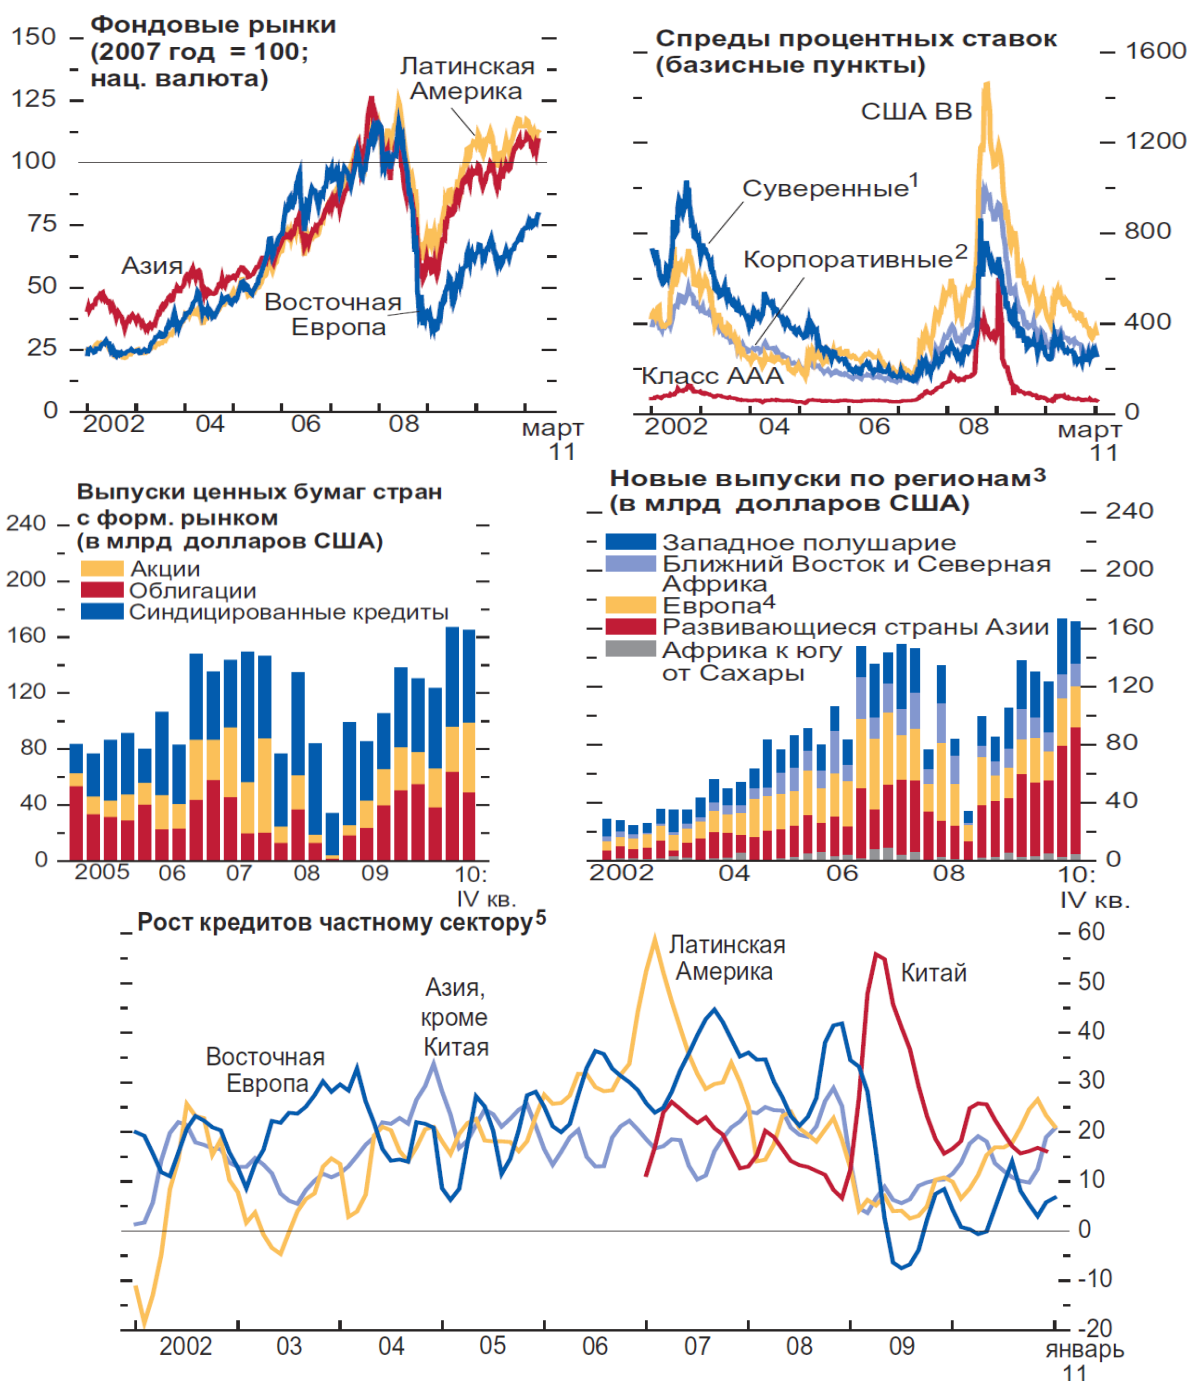 Фондовые рынки
(2007 год = 100;
нац. валюта)
150
125
100
75
50
25
0
Латинская
Америка
Азия
Восточная
Европа
2002
04
06
08
март
11
Спреды процентных ставок
(базисные пункты)
1600
1200
800
400
0
США BB
Суверенные1
Корпоративные2
Класс AAA
2002
04
06
08
март
11
Выпуски ценных бумаг стран
с форм. рынком
(в млрд долларов США)
240
200
160
120
80
40
0
Акции
Облигации
Синдицированные кредиты
2005
06
07
08
09
10:
IV кв.
Новые выпуски по регионам3
(в млрд долларов США)
240
200
160
120
80
40
0
Западное полушарие
Ближний Восток и Северная
Африка
Европа4
Развивающиеся страны Азии
Африка к югу
от Сахары
2002
04
06
08
10:
IV кв.
Рост кредитов частному сектору5
60
50
40
30
20
10
0
-10
-20
Латинская
Америка
Китай
Азия,
кроме
Китая
Восточная
Европа
2002
03
04
05
06
07
08
09
январь
11